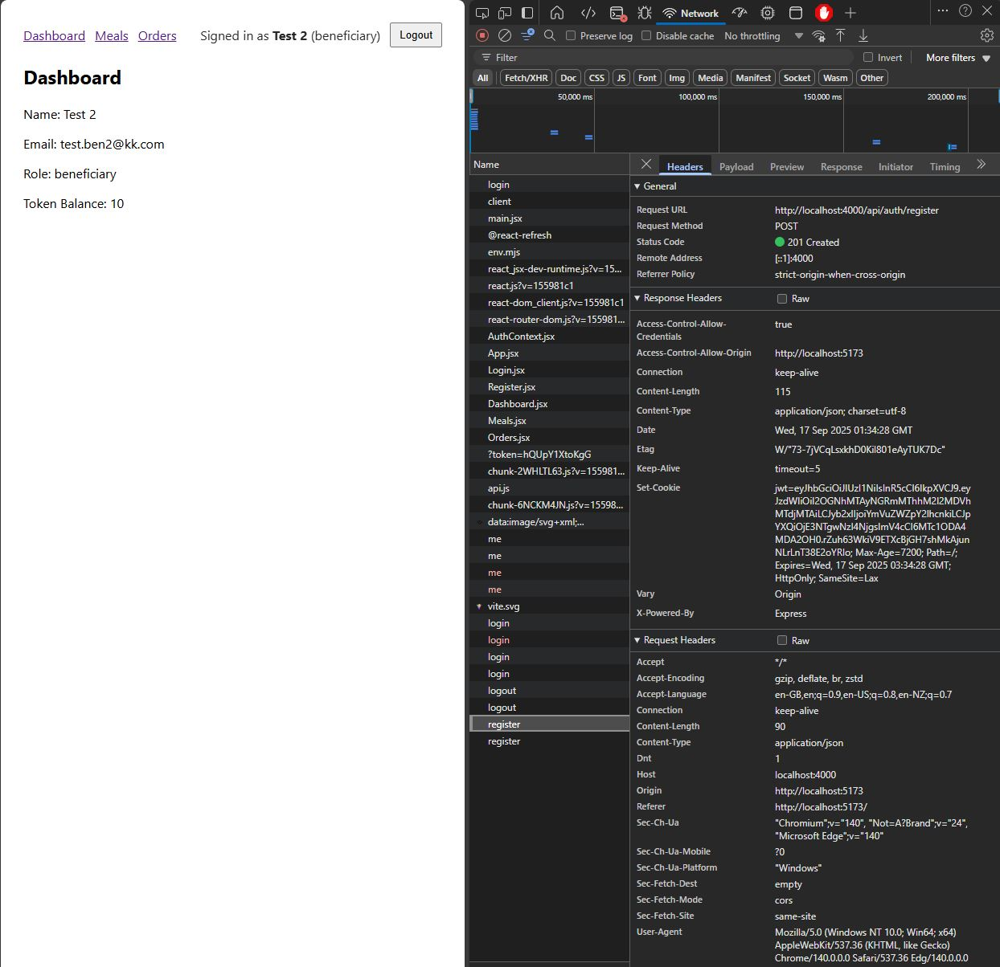 Dashboard Meals Orders Signed in as Test 2 (beneficiary) Logout
Dashboard
Name: Test 2
Email: test.ben2@kk.com
Role: beneficiary
Token Balance: 10
Network
Preserve log Disable cache No throttling
Filter Invert More filters
All Fetch/XHR Doc CSS JS Font Img Media Manifest Socket Wasm Other
50,000 ms 100,000 ms 150,000 ms 200,000 ms
Name
login
client
main.jsx
@react-refresh
env.mjs
react_jsx-dev-runtime.js?v=15...
react.js?v=155981c1
react-dom_client.js?v=155981c1
react-router-dom.js?v=155981...
AuthContext.jsx
App.jsx
Login.jsx
Register.jsx
Dashboard.jsx
Meals.jsx
Orders.jsx
?token=hQUpY1XtoKgG
chunk-2WHLTL63.js?v=155981...
api.js
chunk-6NCKM4JN.js?v=15598...
data:image/svg+xml;...
me
me
me
me
vite.svg
login
login
login
login
logout
logout
register
register
Headers Payload Preview Response Initiator Timing
General
Request URL http://localhost:4000/api/auth/register
Request Method POST
Status Code 201 Created
Remote Address [::1]:4000
Referrer Policy strict-origin-when-cross-origin
Response Headers Raw
Access-Control-Allow-Credentials true
Access-Control-Allow-Origin http://localhost:5173
Connection keep-alive
Content-Length 115
Content-Type application/json; charset=utf-8
Date Wed, 17 Sep 2025 01:34:28 GMT
Etag W/"73-7jVCqLsxkhD0Kil801eAyTUK7Dc"
Keep-Alive timeout=5
Set-Cookie
NLrLnT38E2oYRlo; Max-Age=7200; Path=/;
Expires=Wed, 17 Sep 2025 03:34:28 GMT;
HttpOnly; SameSite=Lax
Vary Origin
X-Powered-By Express
Request Headers Raw
Accept */*
Accept-Encoding gzip, deflate, br, zstd
Accept-Language en-GB,en;q=0.9,en-US;q=0.8,en-NZ;q=0.7
Connection keep-alive
Content-Length 90
Content-Type application/json
Dnt 1
Host localhost:4000
Origin http://localhost:5173
Referer http://localhost:5173/
Sec-Ch-Ua "Chromium";v="140", "Not=A?Brand";v="24",
"Microsoft Edge";v="140"
Sec-Ch-Ua-Mobile ?0
Sec-Ch-Ua-Platform "Windows"
Sec-Fetch-Dest empty
Sec-Fetch-Mode cors
Sec-Fetch-Site same-site
User-Agent Mozilla/5.0 (Windows NT 10.0; Win64; x64)
AppleWebKit/537.36 (KHTML, like Gecko)
Chrome/140.0.0.0 Safari/537.36 Edg/140.0.0.0